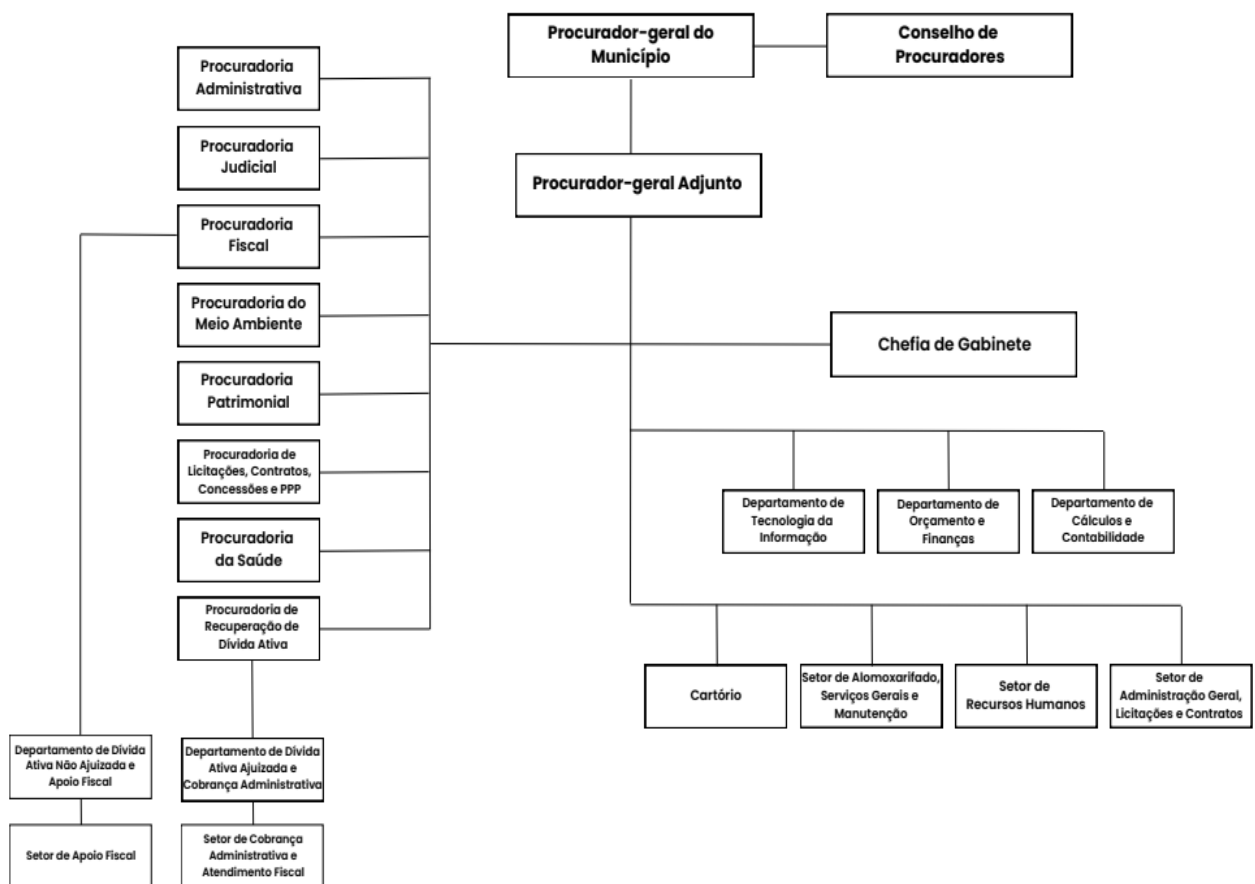 Procurador-geral do
Município
Conselho de
Procuradores
Procurador-geral Adjunto
Procuradoria
Administrativa
Procuradoria
Judicial
Procuradoria
Fiscal
Procuradoria do
Meio Ambiente
Procuradoria
Patrimonial
Procuradoria de
Licitações, Contratos,
Concessões e PPP
Procuradoria
da Saúde
Procuradoria de
Recuperação de
Dívida Ativa
Chefia de Gabinete
Departamento de
Tecnologia da
Informação
Departamento de
Orçamento e
Finanças
Departamento de
Cálculos e
Contabilidade
Cartório
Setor de Alomoxarifado,
Serviços Gerais e
Manutenção
Setor de
Recursos Humanos
Setor de
Administração Geral,
Licitações e Contratos
Departamento de Dívida
Ativa Não Ajuizada e
Apoio Fiscal
Departamento de Dívida
Ativa Ajuizada e
Cobrança Administrativa
Setor de Apoio Fiscal
Setor de Cobrança
Administrativa e
Atendimento Fiscal